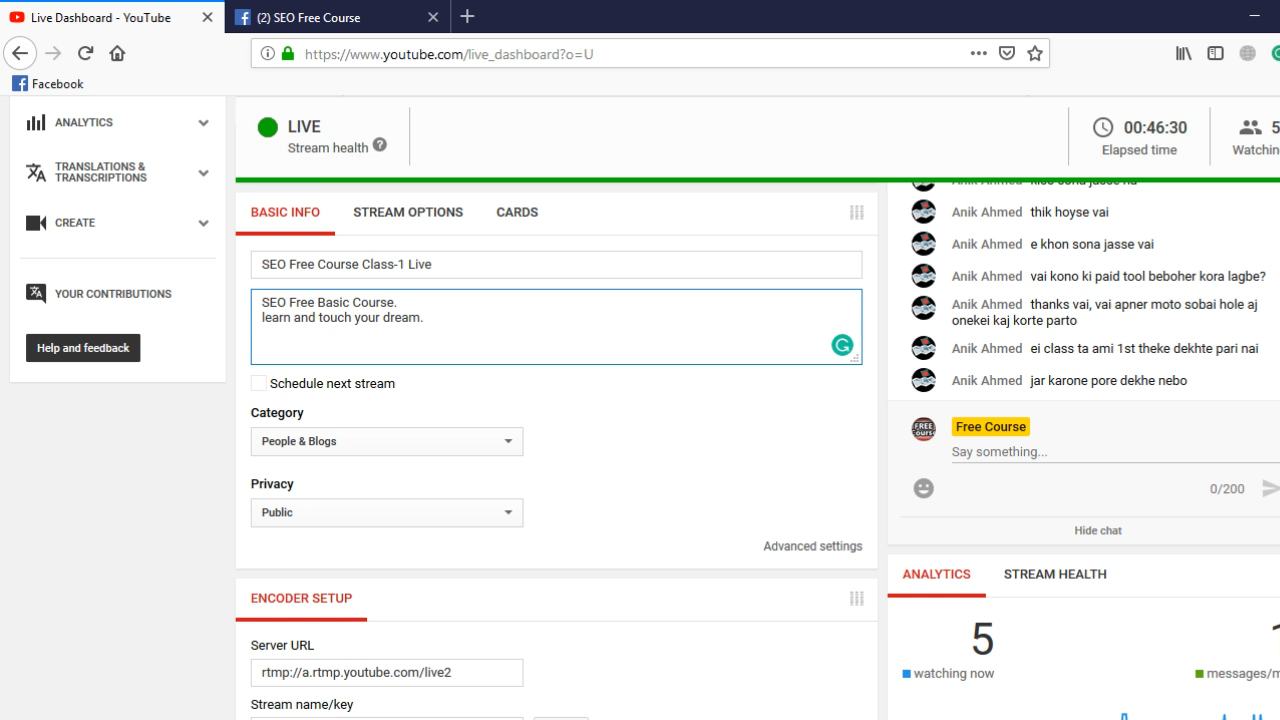 Live Dashboard - YouTube
(2) SEO Free Course
https://www.youtube.com/live_dashboard?o=U
Facebook
ANALYTICS
TRANSLATIONS &
TRANSCRIPTIONS
CREATE
YOUR CONTRIBUTIONS
Help and feedback
LIVE
Stream health
00:46:30
Elapsed time
5
Watching
BASIC INFO
STREAM OPTIONS
CARDS
SEO Free Course Class-1 Live
SEO Free Basic Course.
learn and touch your dream.
Schedule next stream
Category
People & Blogs
Privacy
Public
Advanced settings
ENCODER SETUP
Server URL
rtmp://a.rtmp.youtube.com/live2
Stream name/key
Anik Ahmed thik hoyse vai
Anik Ahmed e khon sona jasse vai
Anik Ahmed vai kono ki paid tool beboher kora lagbe?
Anik Ahmed thanks vai, vai apner moto sobai hole aj
onekei kaj korte parto
Anik Ahmed ei class ta ami 1st theke dekhte pari nai
Anik Ahmed jar karone pore dekhe nebo
FREE
Free Course
Say something...
0/200
Hide chat
ANALYTICS
STREAM HEALTH
5
watching now
messages/m